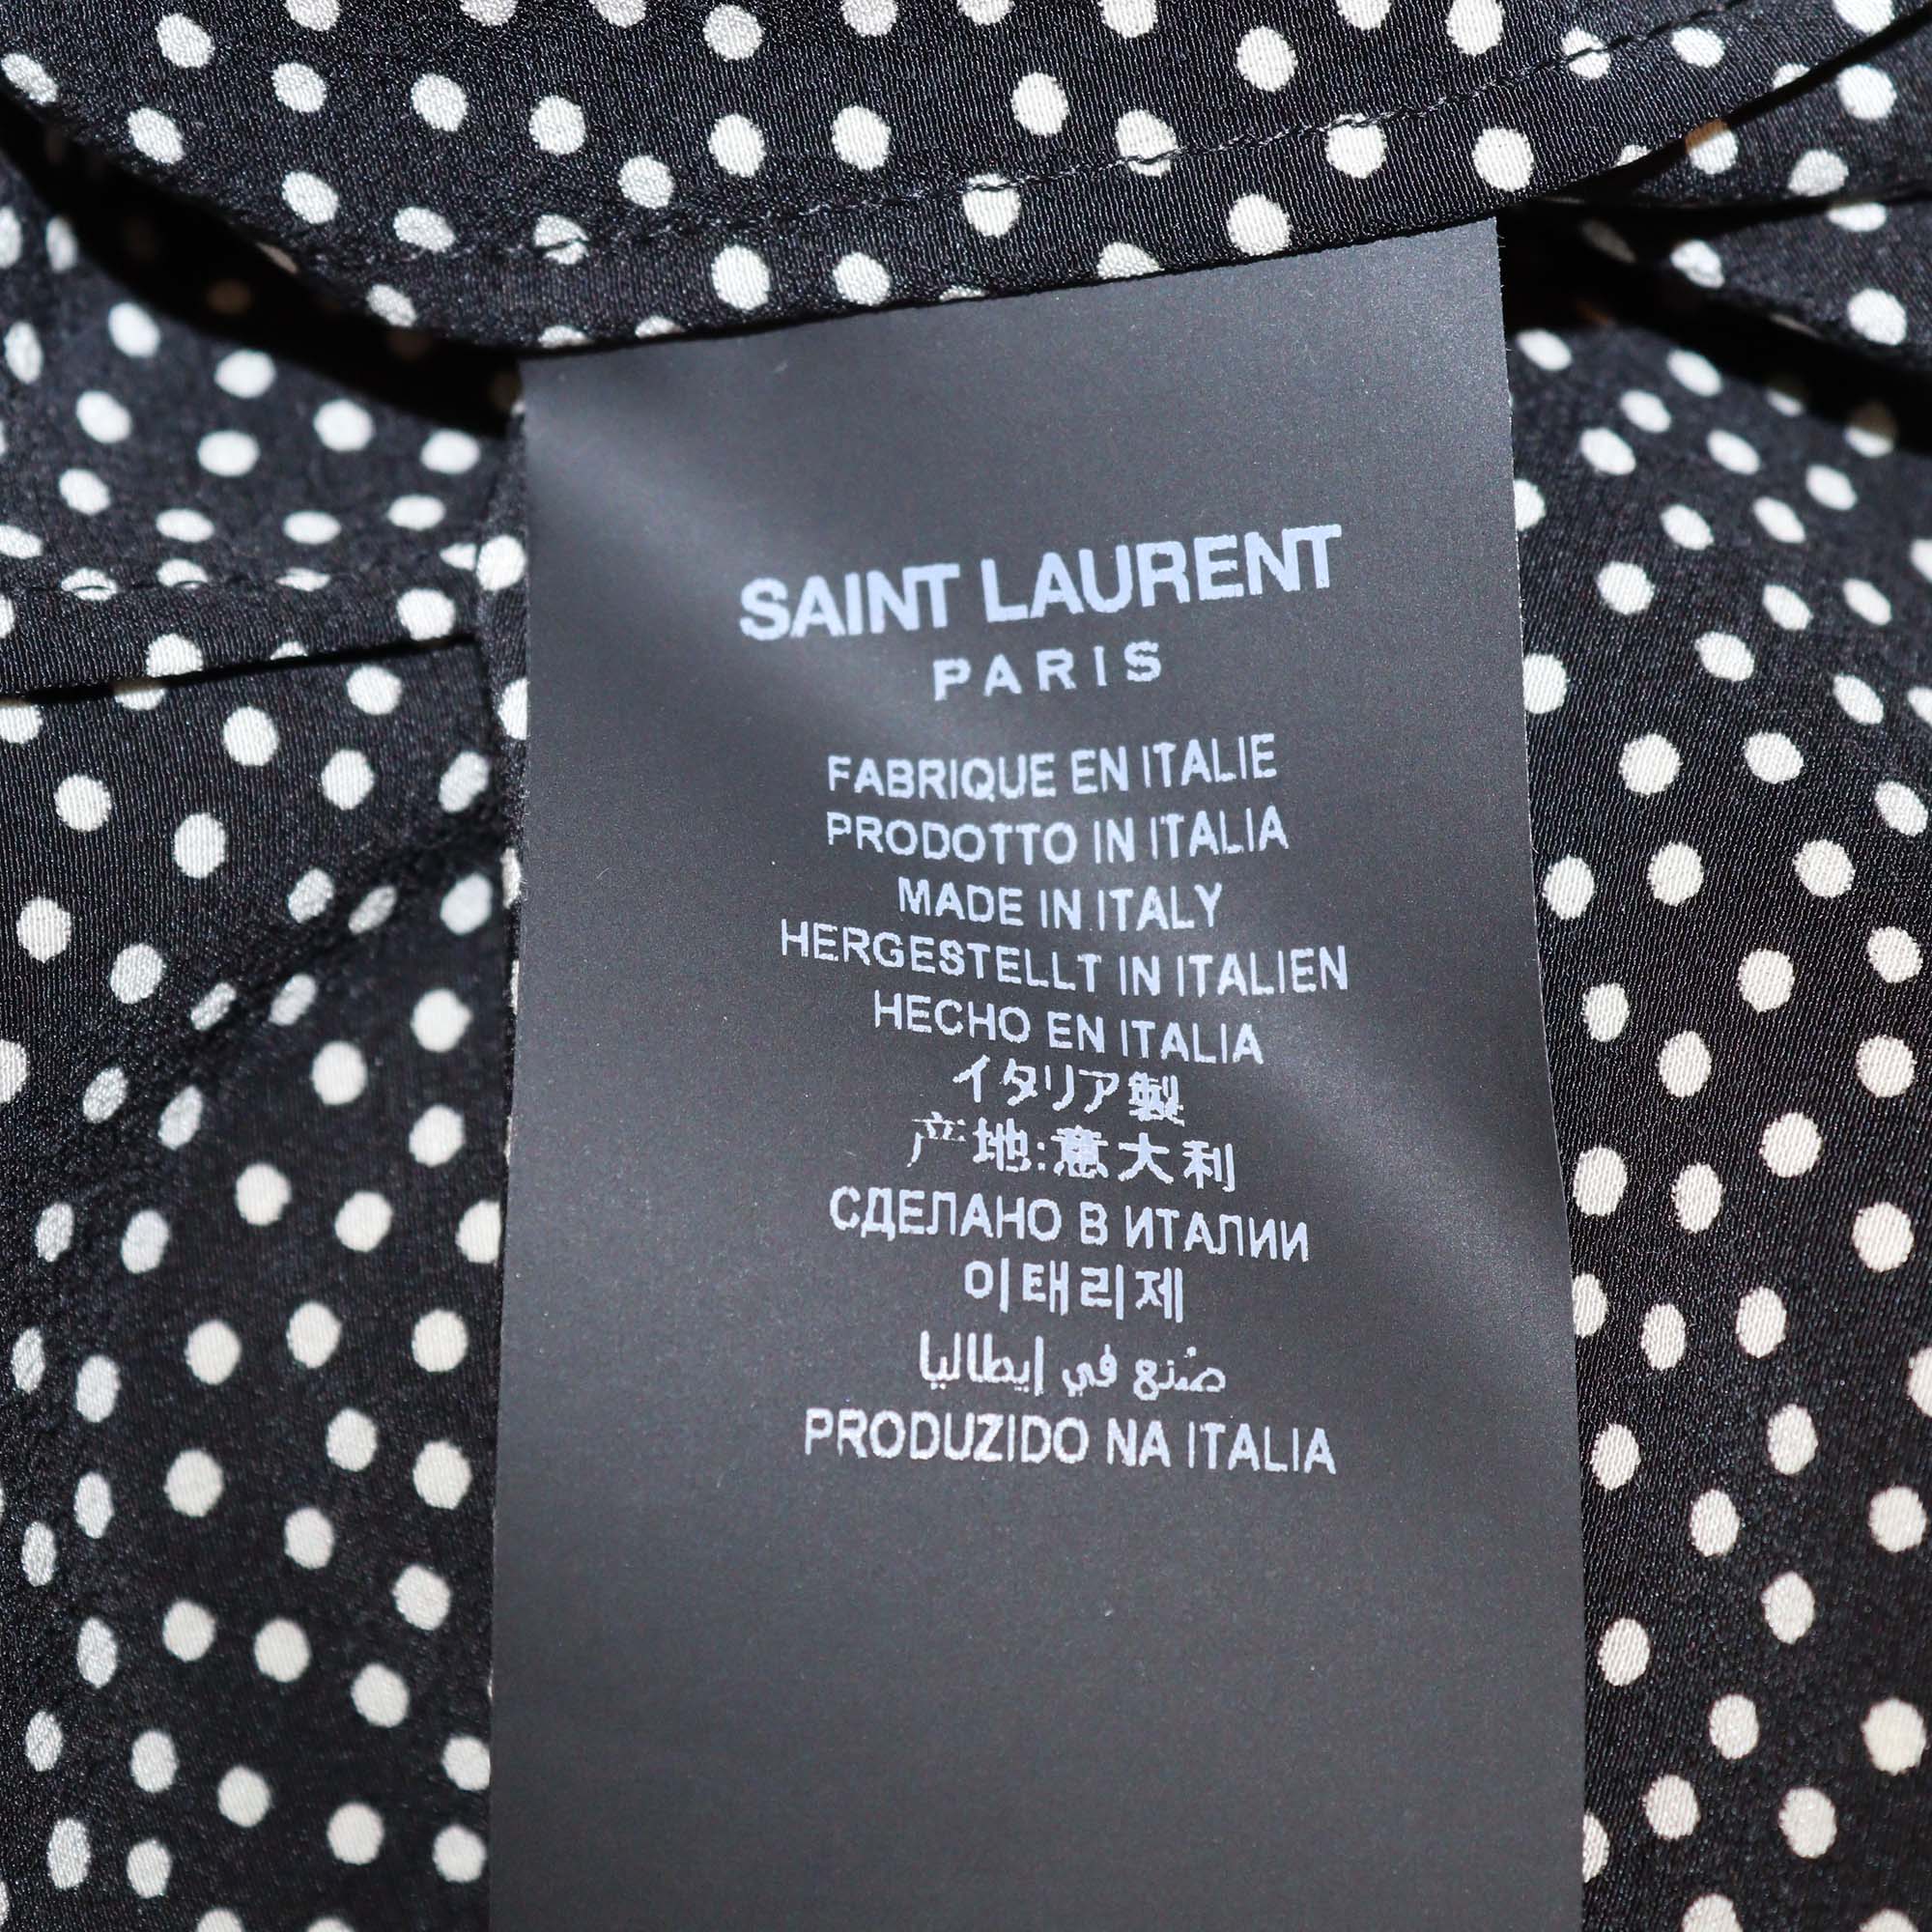 SAINT LAURENT
PARIS
FABRIQUE EN ITALIE
PRODOTTO IN ITALIA
MADE IN ITALY
HERGESTELLT IN ITALIEN
HECHO EN ITALIA
イタリア製
产地:意大利
СДЕЛАНО В ИТАЛИИ
이태리제
صُنع في إيطاليا
PRODUZIDO NA ITALIA